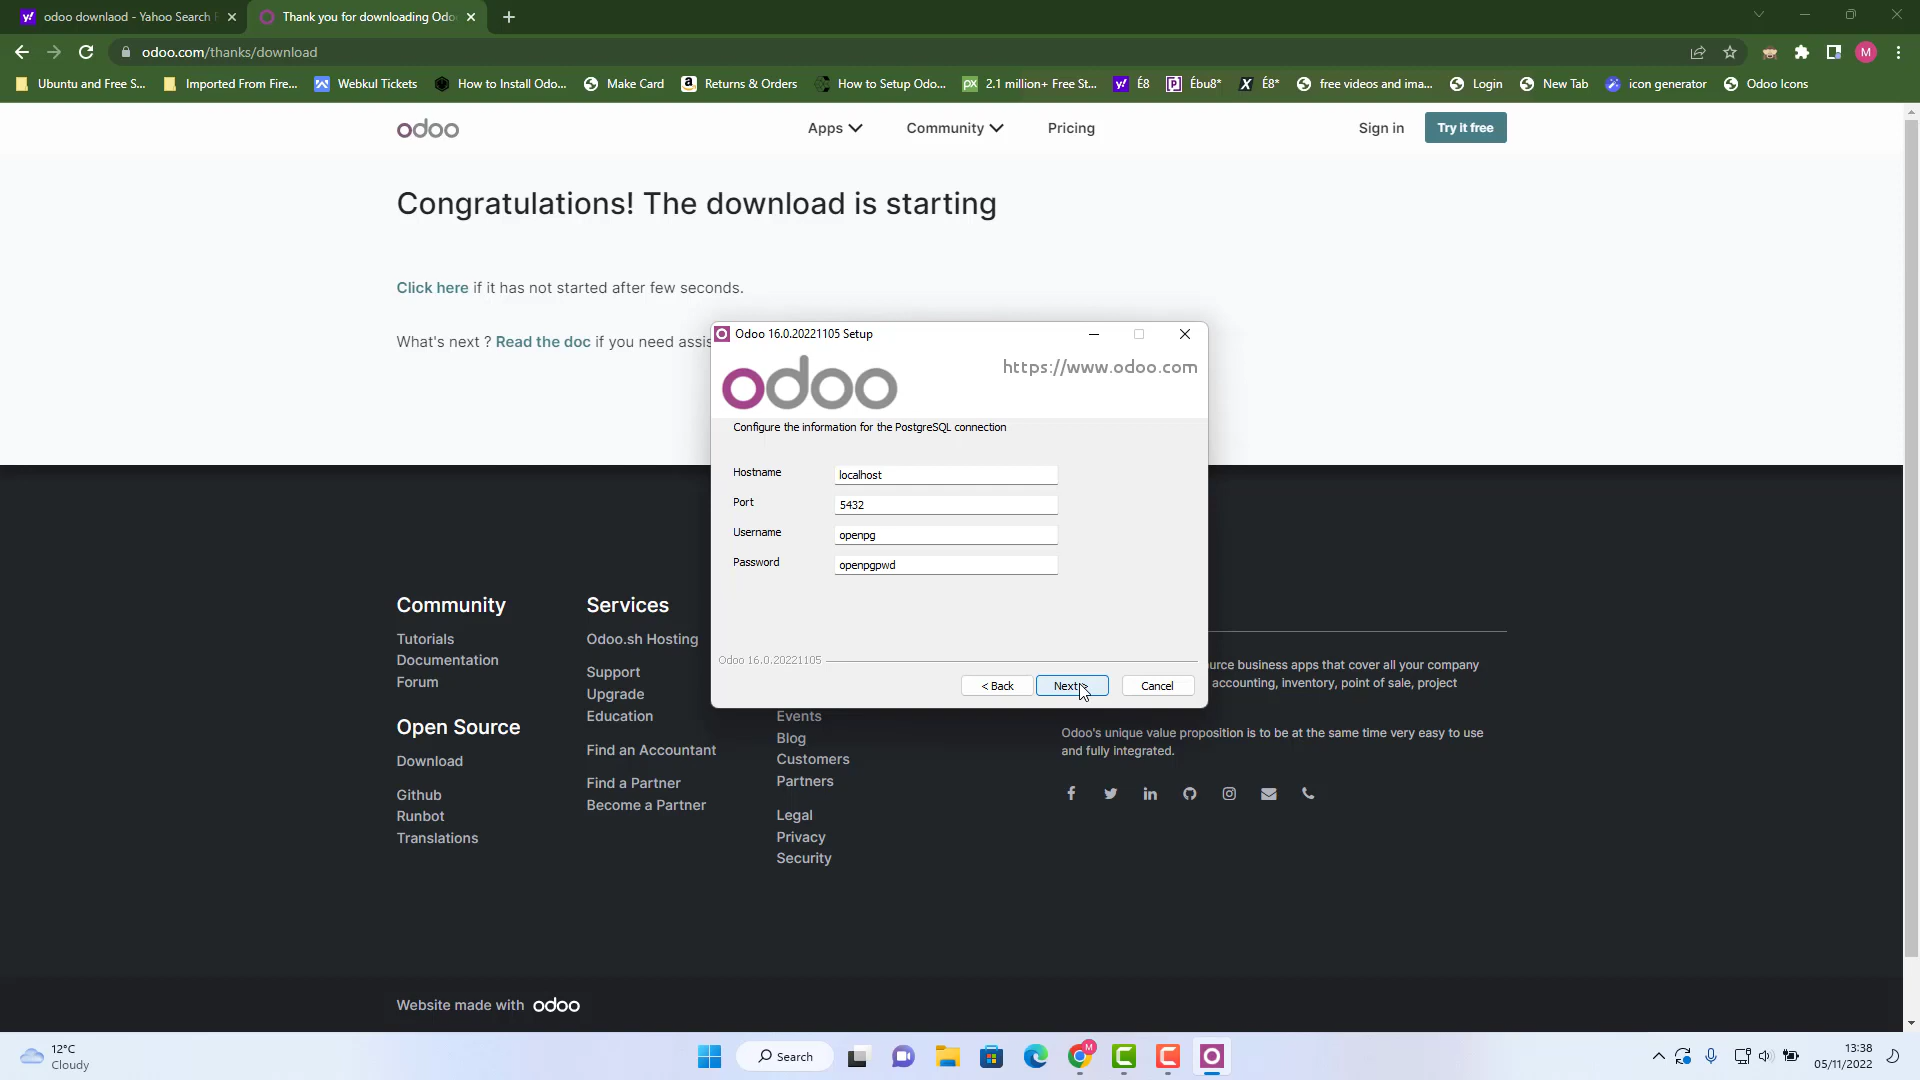 odoo downlaod - Yahoo Search
Thank you for downloading Odo
odoo.com/thanks/download
M
Ubuntu and Free S...
Imported From Fire...
Webkul Tickets
How to Install Odo...
Make Card
Returns & Orders
How to Setup Odo...
2.1 million+ Free St...
É8
Ébu8*
É8*
free videos and ima...
Login
New Tab
icon generator
Odoo Icons
odoo
Apps
Community
Pricing
Sign in
Try it free
Congratulations! The download is starting
Click here if it has not started after few seconds.
What's next ? Read the doc if you need assis
Odoo 16.0.20221105 Setup
odoo
https://www.odoo.com
Configure the information for the PostgreSQL connection
Hostname
localhost
Port
5432
Username
openpg
Password
openpgpwd
Odoo 16.0.20221105
< Back
Next >
Cancel
Community
Tutorials
Documentation
Forum
Open Source
Download
Github
Runbot
Translations
Services
Odoo.sh Hosting
Support
Upgrade
Education
Find an Accountant
Find a Partner
Become a Partner
Events
Blog
Customers
Partners
Legal
Privacy
Security
urce business apps that cover all your company
accounting, inventory, point of sale, project
Odoo's unique value proposition is to be at the same time very easy to use
and fully integrated.
Website made with odoo
12°C
Cloudy
Search
M
13:38
05/11/2022